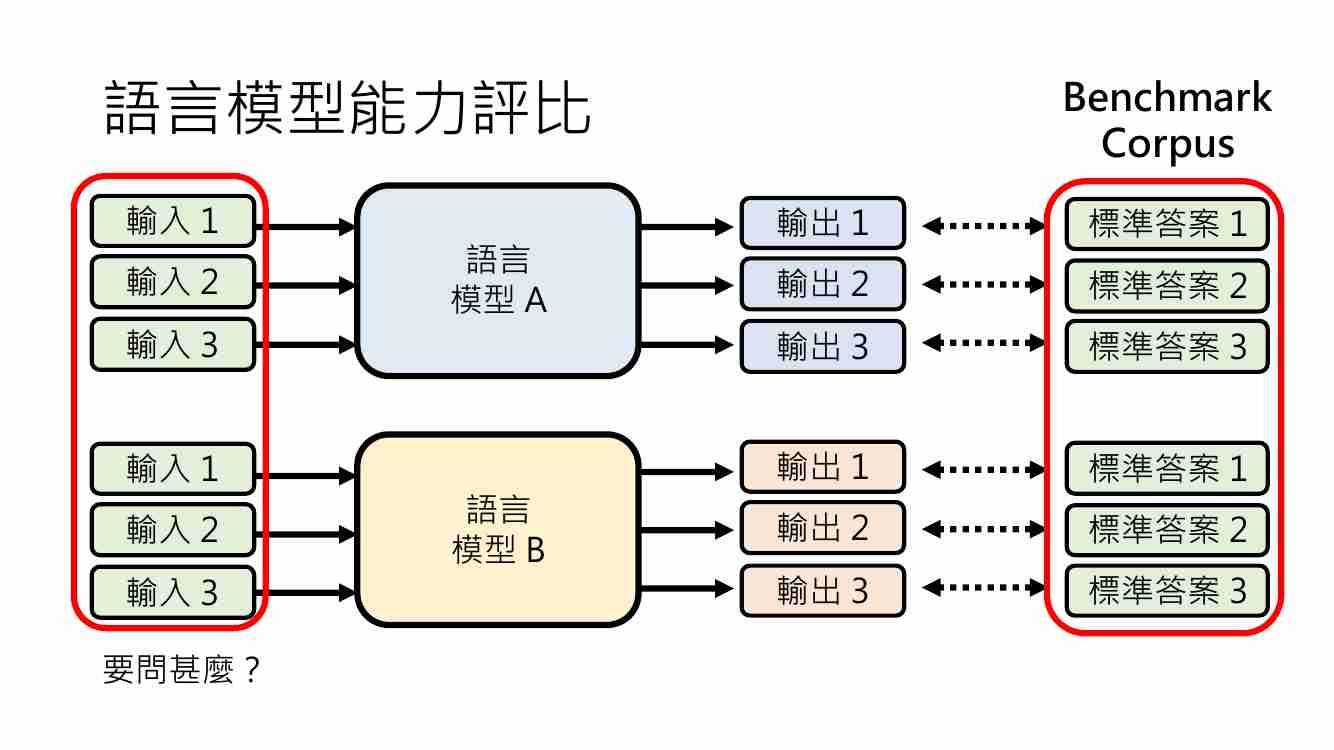 語言模型能力評比
Benchmark
Corpus
輸入 1
輸入 2
輸入 3
語言
模型 A
輸出 1
輸出 2
輸出 3
標準答案 1
標準答案 2
標準答案 3
輸入 1
輸入 2
輸入 3
語言
模型 B
輸出 1
輸出 2
輸出 3
標準答案 1
標準答案 2
標準答案 3
要問甚麼？